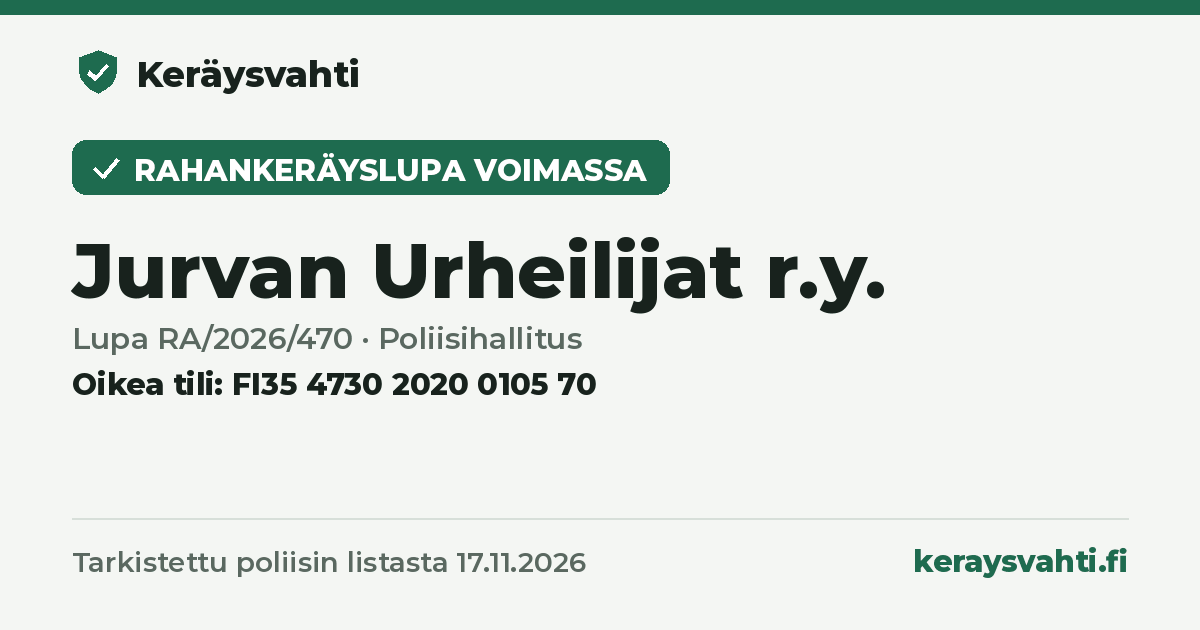 Keräysvahti
RAHANKERÄYSLUPA VOIMASSA
Jurvan Urheilijat r.y.
Lupa RA/2026/470 · Poliisihallitus
Oikea tili: FI35 4730 2020 0105 70
Tarkistettu poliisin listasta 17.11.2026
keraysvahti.fi